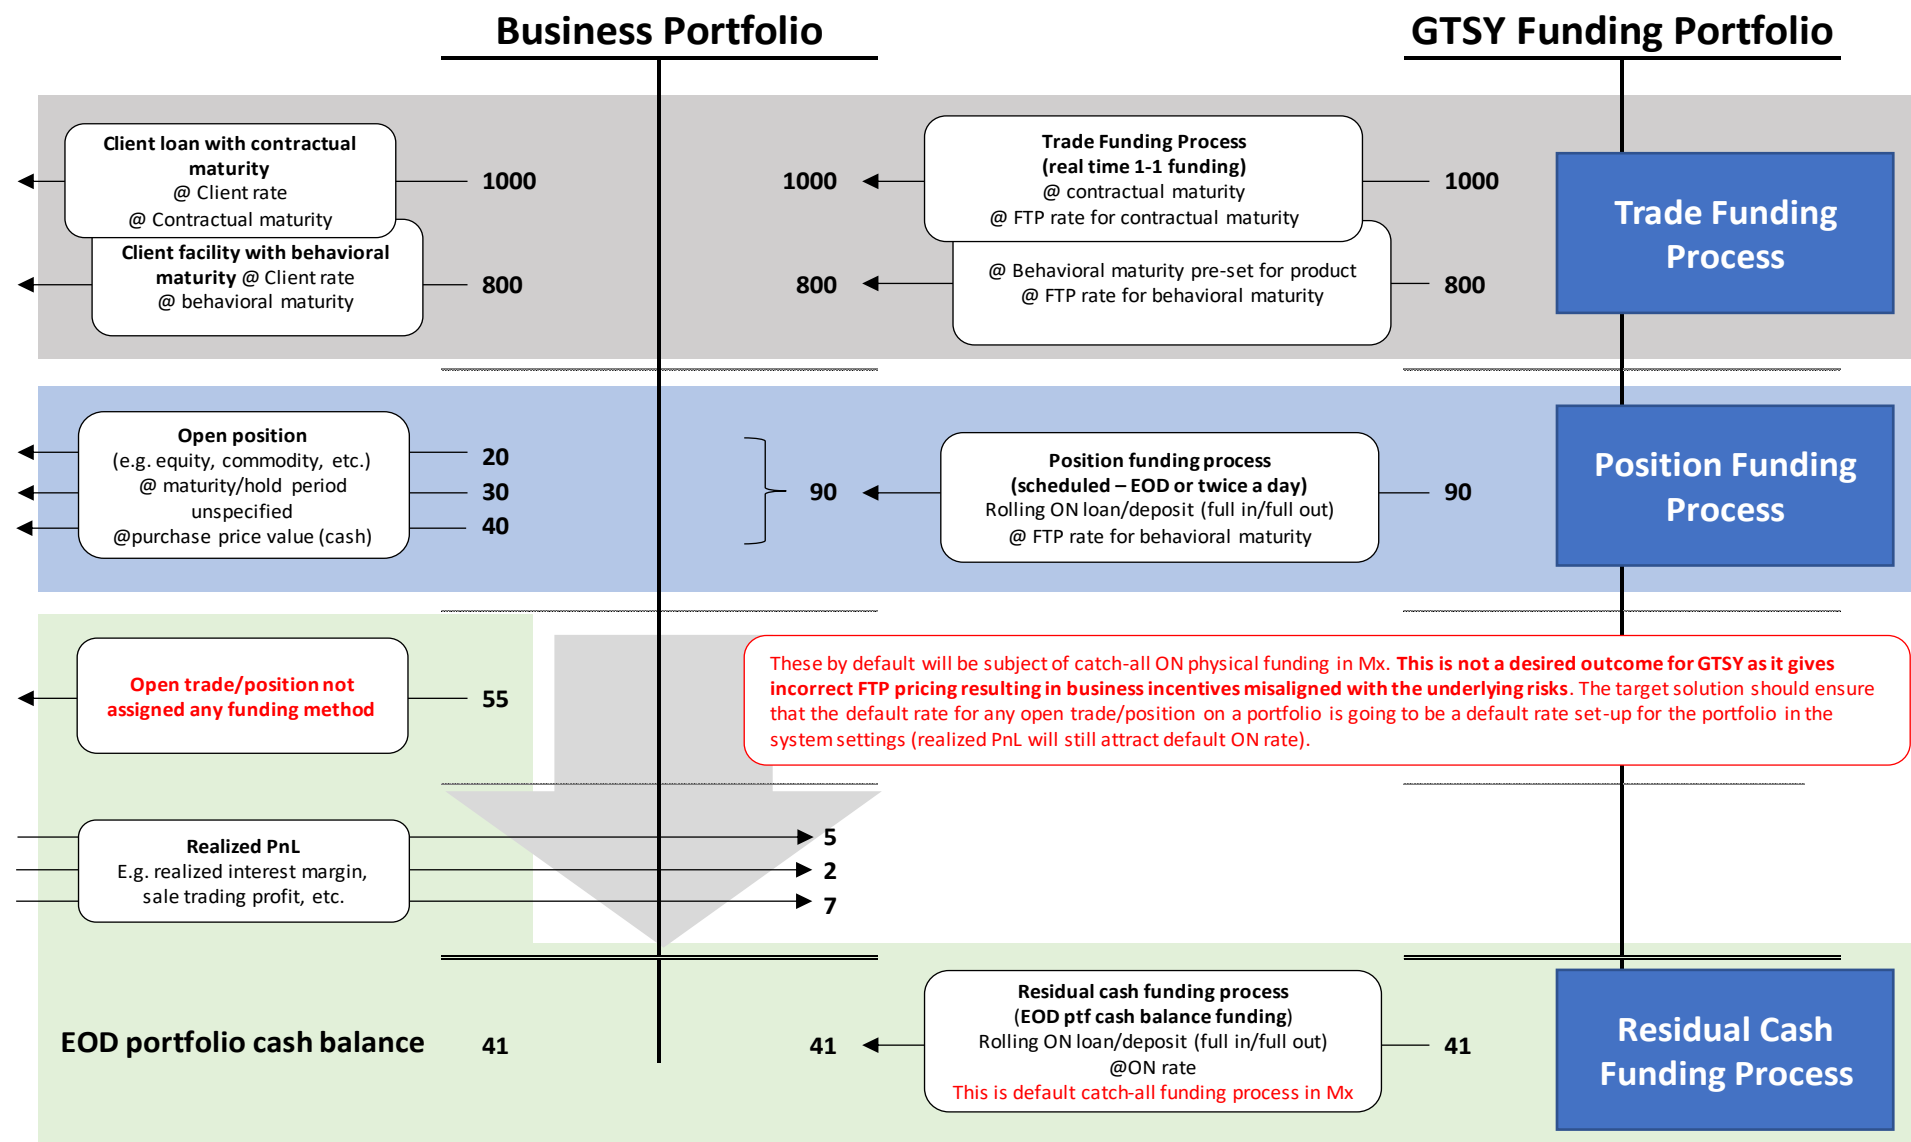 Business Portfolio
GTSY Funding Portfolio
Client loan with contractual
maturity
@ Client rate
@ Contractual maturity
1000
1000
Trade Funding Process
(real time 1-1 funding)
@ contractual maturity
@ FTP rate for contractual maturity
1000
Trade Funding
Process
Client facility with behavioral
maturity @ Client rate
@ behavioral maturity
800
800
@ Behavioral maturity pre-set for product
@ FTP rate for behavioral maturity
800
Open position
(e.g. equity, commodity, etc.)
@ maturity/hold period
unspecified
@purchase price value (cash)
20
30
40
90
Position funding process
(scheduled – EOD or twice a day)
Rolling ON loan/deposit (full in/full out)
@ FTP rate for behavioral maturity
90
Position Funding
Process
Open trade/position not
assigned any funding method
55
These by default will be subject of catch-all ON physical funding in Mx. This is not a desired outcome for GTSY as it gives
incorrect FTP pricing resulting in business incentives misaligned with the underlying risks. The target solution should ensure
that the default rate for any open trade/position on a portfolio is going to be a default rate set-up for the portfolio in the
system settings (realized PnL will still attract default ON rate).
Realized PnL
E.g. realized interest margin,
sale trading profit, etc.
5
2
7
EOD portfolio cash balance
41
41
Residual cash funding process
(EOD ptf cash balance funding)
Rolling ON loan/deposit (full in/full out)
@ON rate
This is default catch-all funding process in Mx
41
Residual Cash
Funding Process